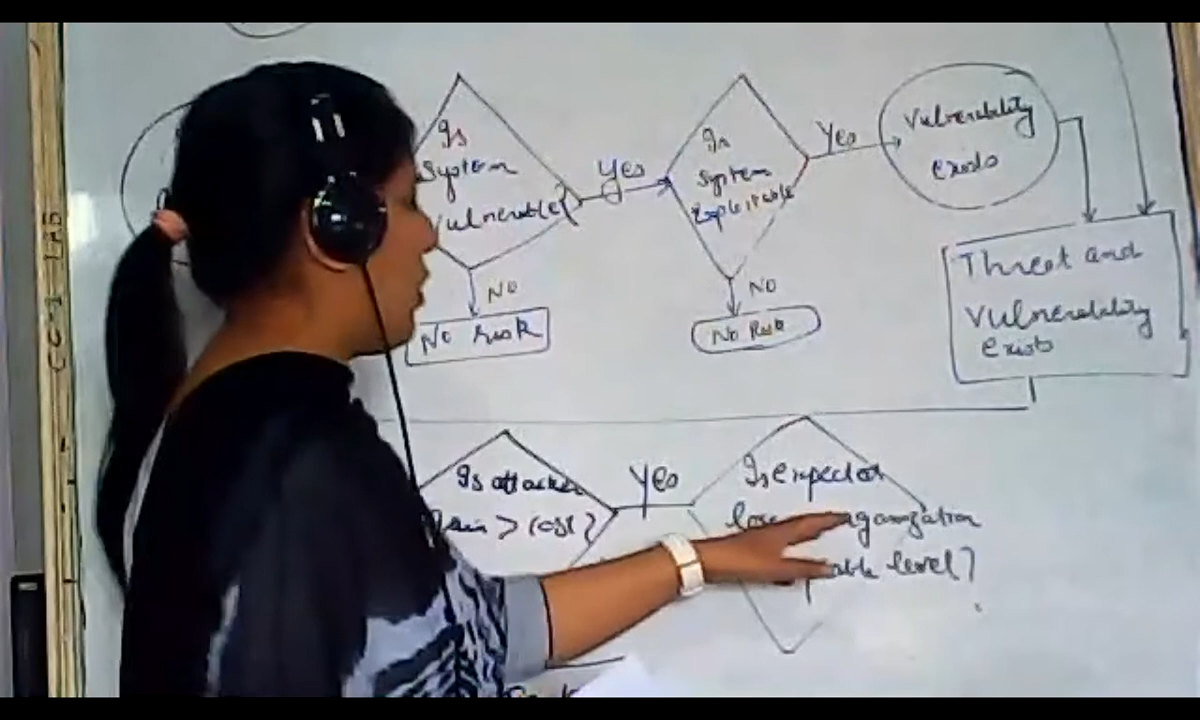 Is
System
Vulnerable?
Yes
Is
System
Exploitable
Yes
Vulnerability
exists
No
No Risk
No
No Risk
Threat and
Vulnerability
exists
Is attacker
gain > cost?
Yes
Is expected
organization
level?